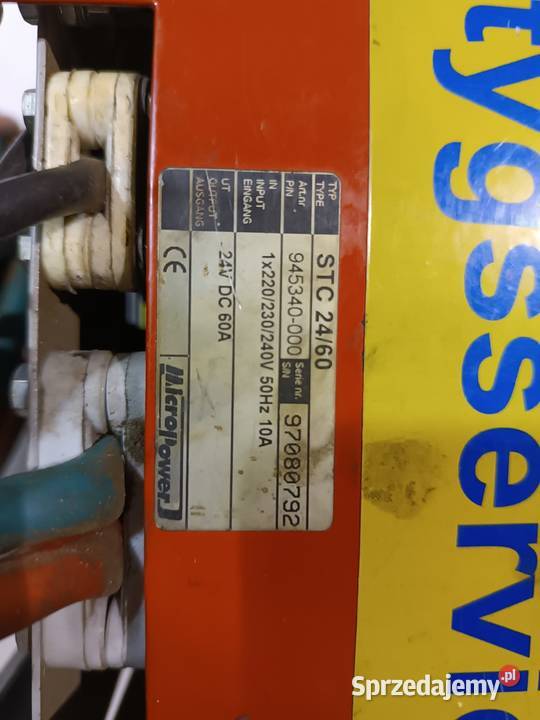 TYP
TYPE STC 24/60
Art.nr.
P/N 945340-000 Serie nr.
S/N 97080792
IN
INPUT
EINGANG 1x220/230/240V 50Hz 10A
UT
OUTPUT
AUSGANG 24V DC 60A
CE Micropower
tygsservic
Sprzedajemy.pl